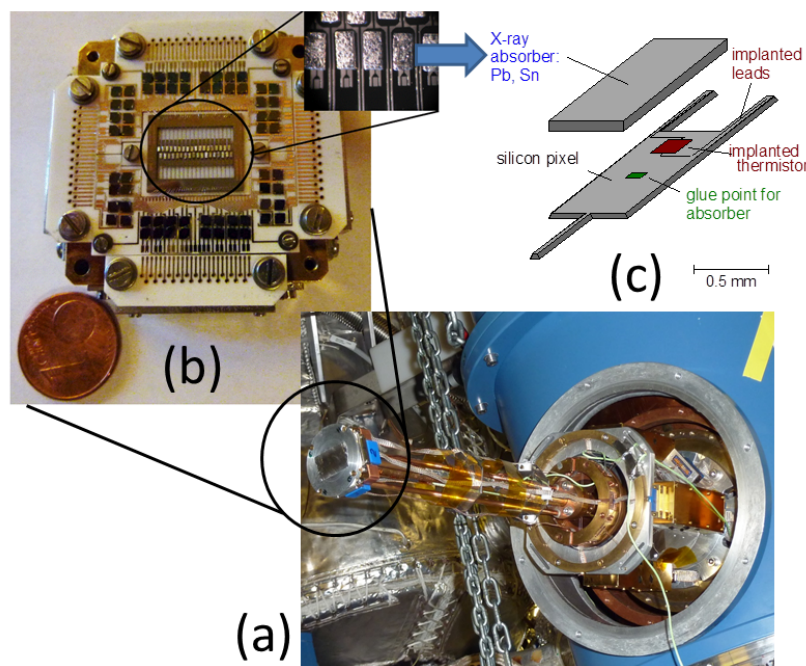 X-ray
absorber:
Pb, Sn
implanted
leads
silicon pixel
implanted
thermistor
glue point for
absorber
(c)
0.5 mm
(b)
(a)